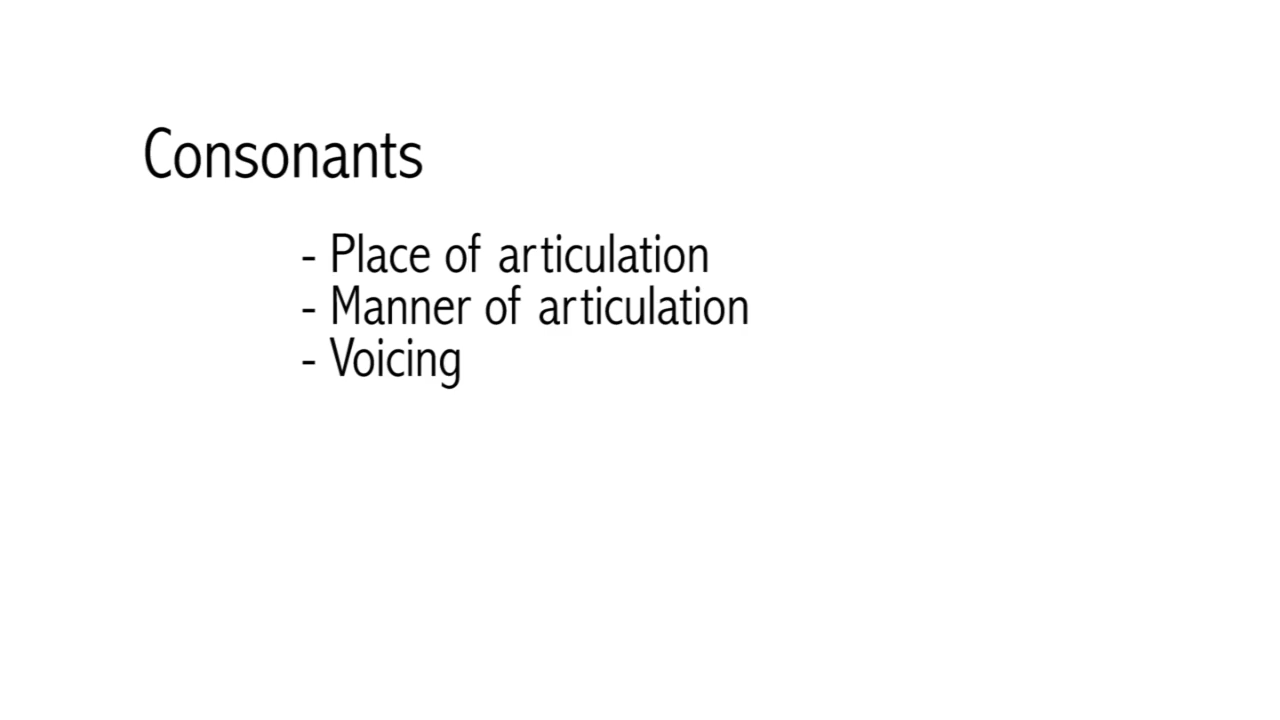 Consonants
- Place of articulation
- Manner of articulation
- Voicing